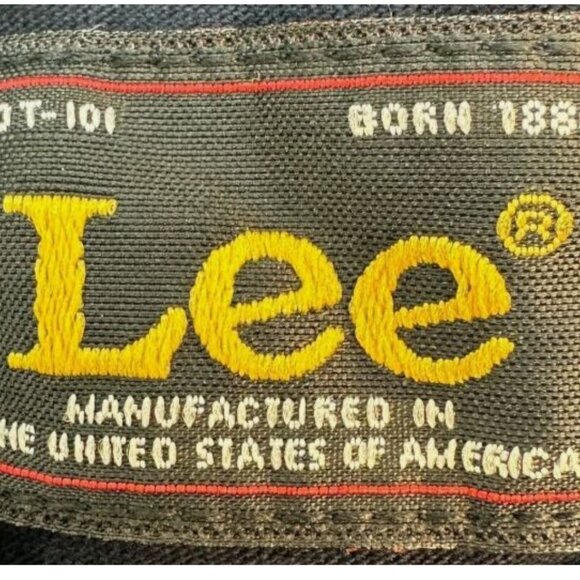 OT-101 BORN 188
Lee®
MANUFACTURED IN
HE UNITED STATES OF AMERICA